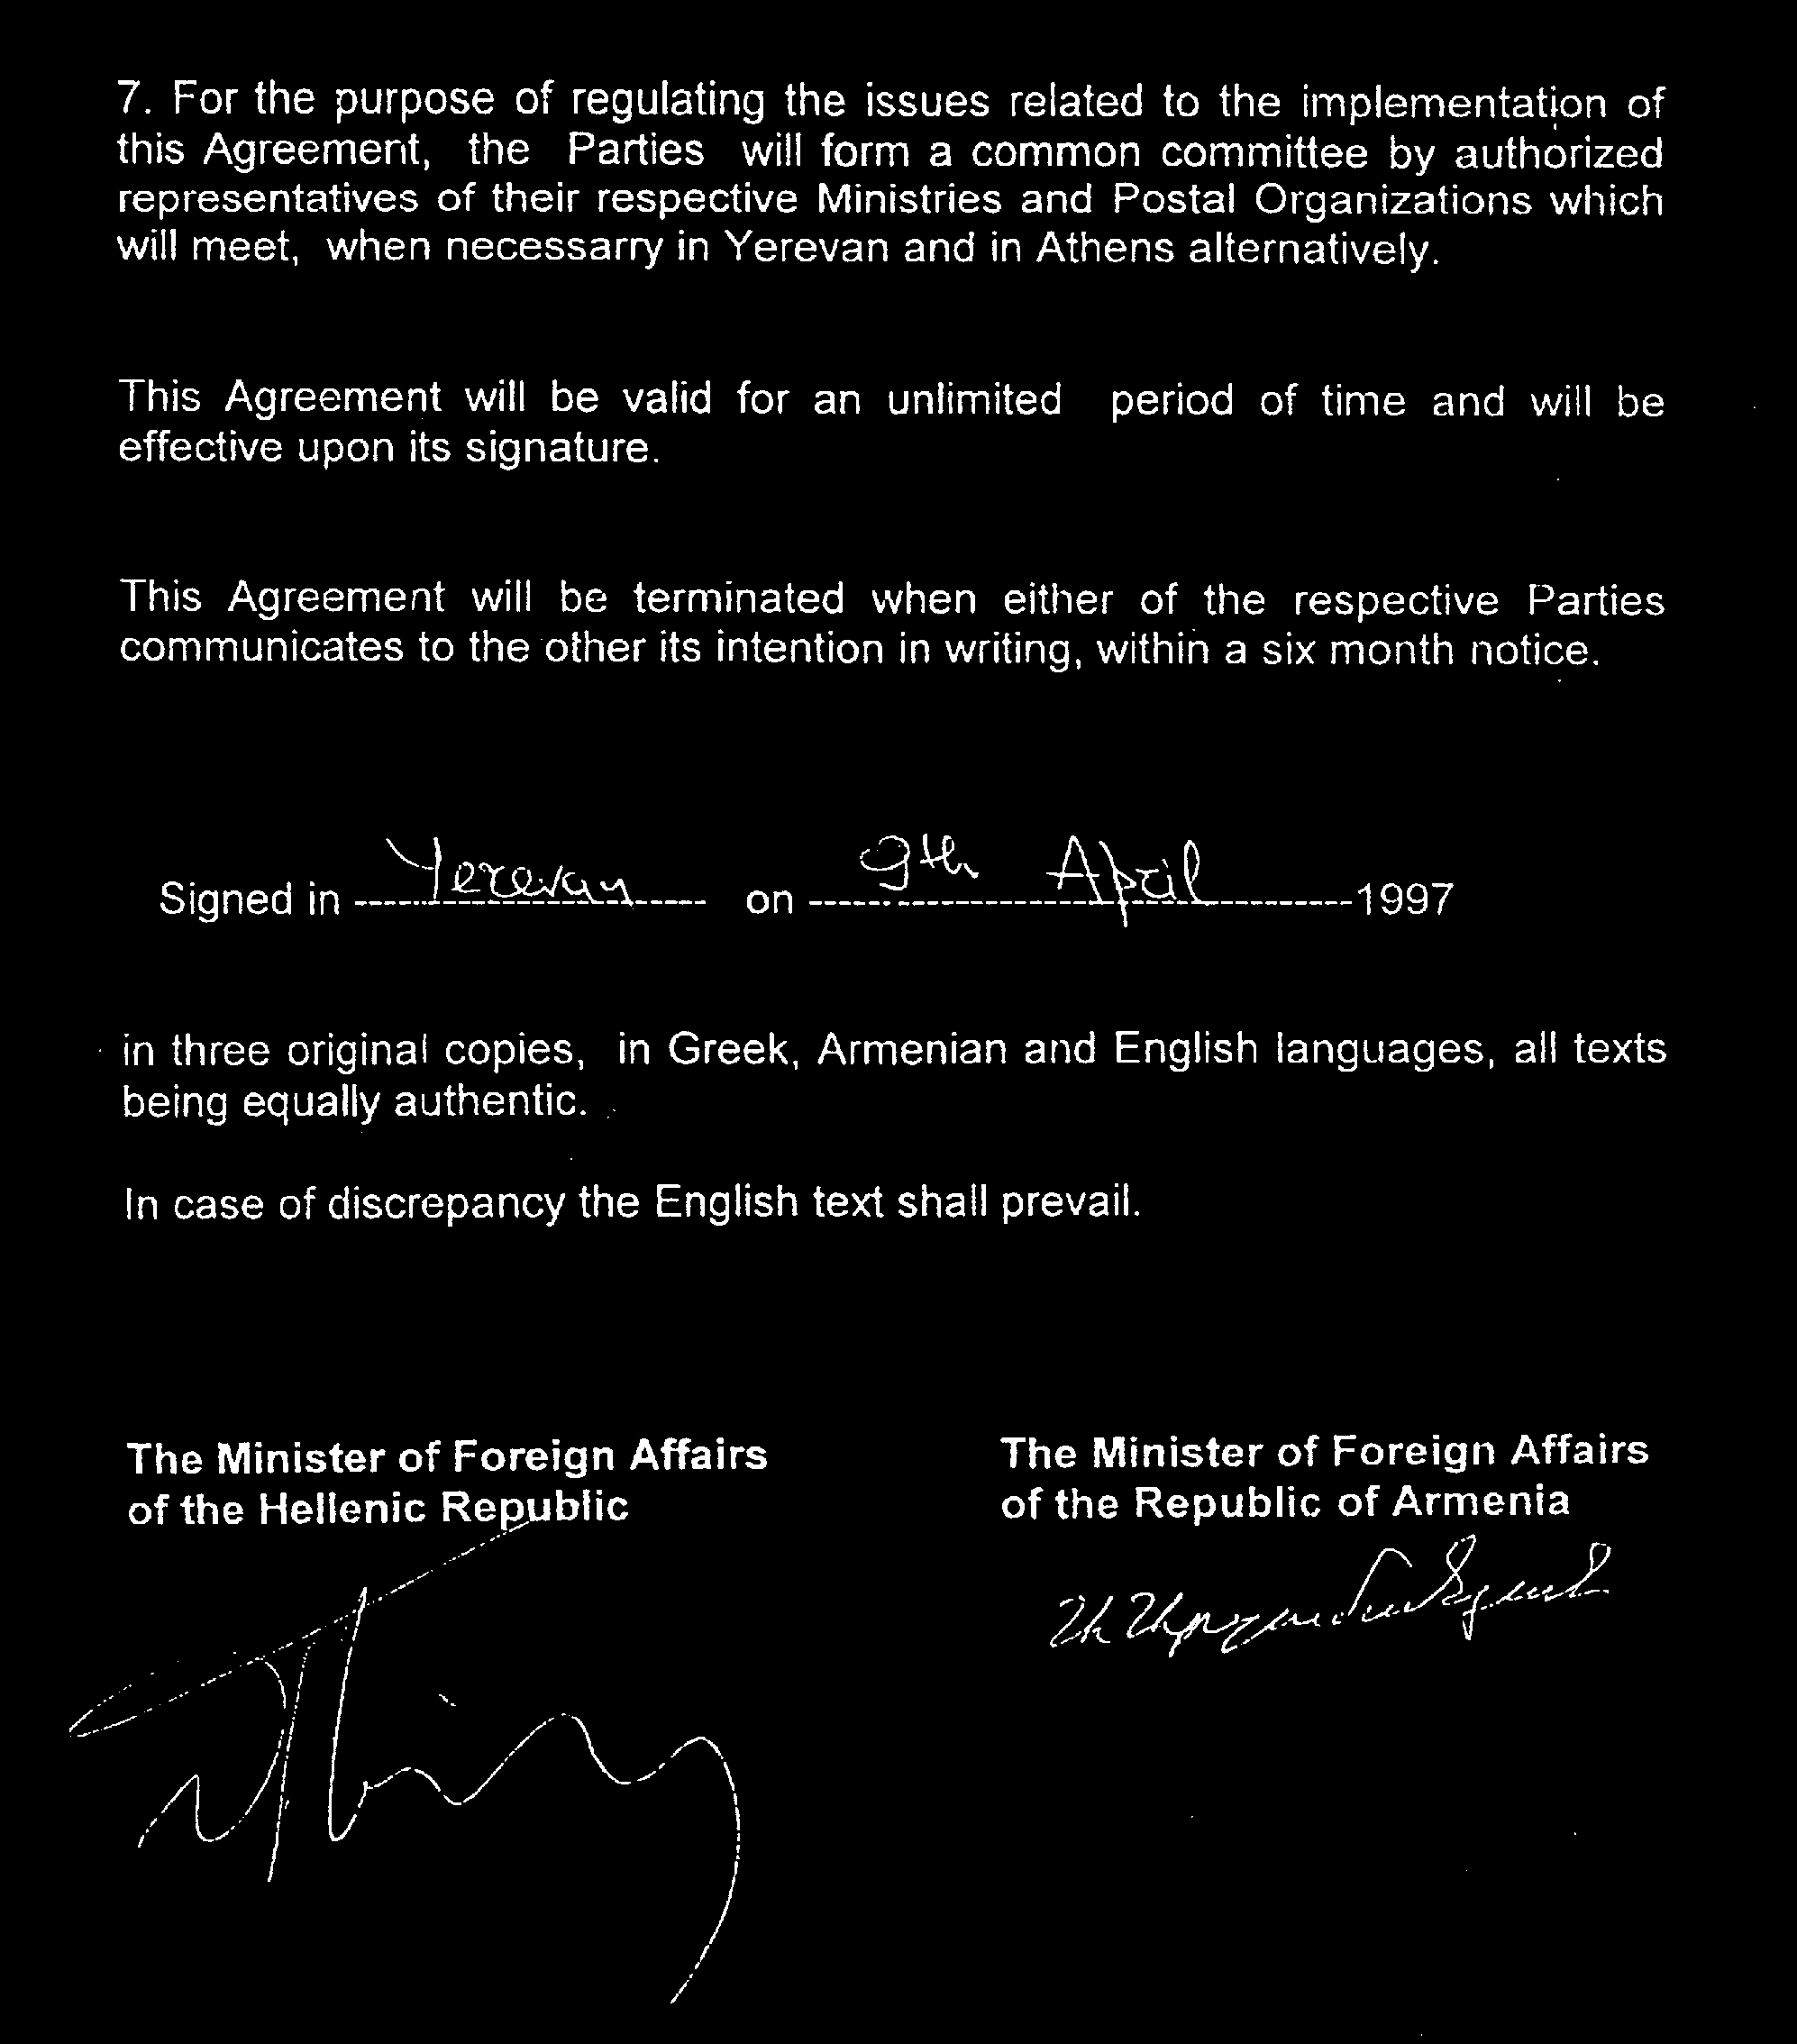 7. For the purpose of regulating the issues related to the implementation of
this Agreement, the Parties will form a common committee by authorized
representatives of their respective Ministries and Postal Organizations which
will meet, when necessarry in Yerevan and in Athens alternatively.
This Agreement will be valid for an unlimited period of time and will be
effective upon its signature.
This Agreement will be terminated when either of the respective Parties
communicates to the other its intention in writing, within a six month notice.
Signed in Yerevan on 9th April 1997
in three original copies, in Greek, Armenian and English languages, all texts
being equally authentic.
In case of discrepancy the English text shall prevail.
The Minister of Foreign Affairs
of the Hellenic Republic
The Minister of Foreign Affairs
of the Republic of Armenia